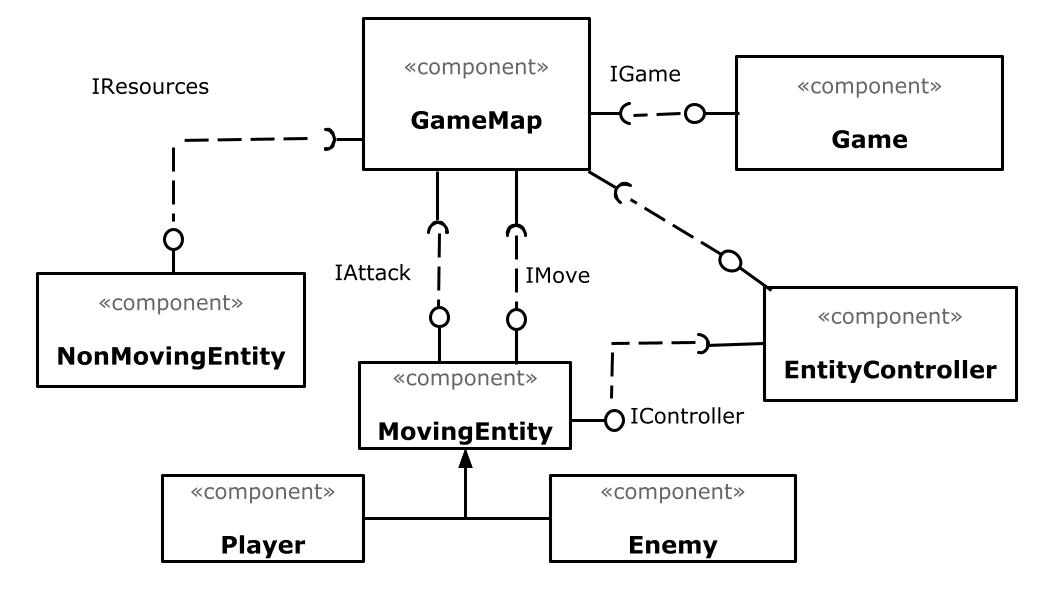 «component»
GameMap
IResources
IGame
«component»
Game
IAttack
IMove
«component»
NonMovingEntity
«component»
EntityController
«component»
MovingEntity
IController
«component»
Player
«component»
Enemy